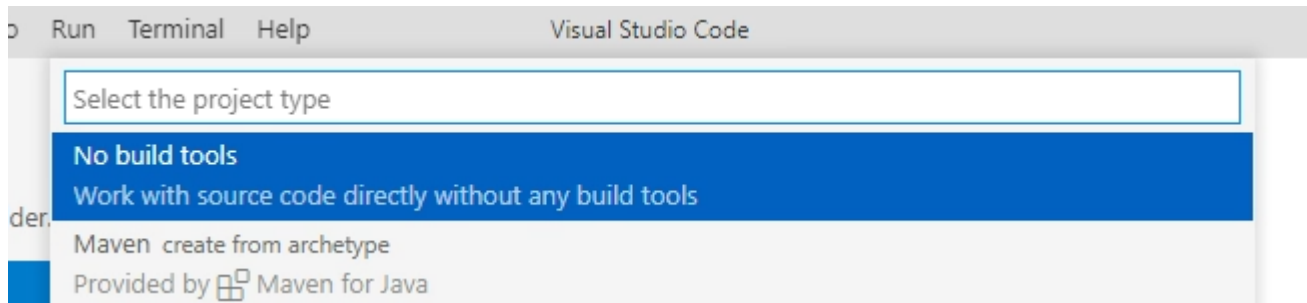 Run Terminal Help Visual Studio Code
Select the project type
No build tools
Work with source code directly without any build tools
der.
Maven create from archetype
Provided by Maven for Java